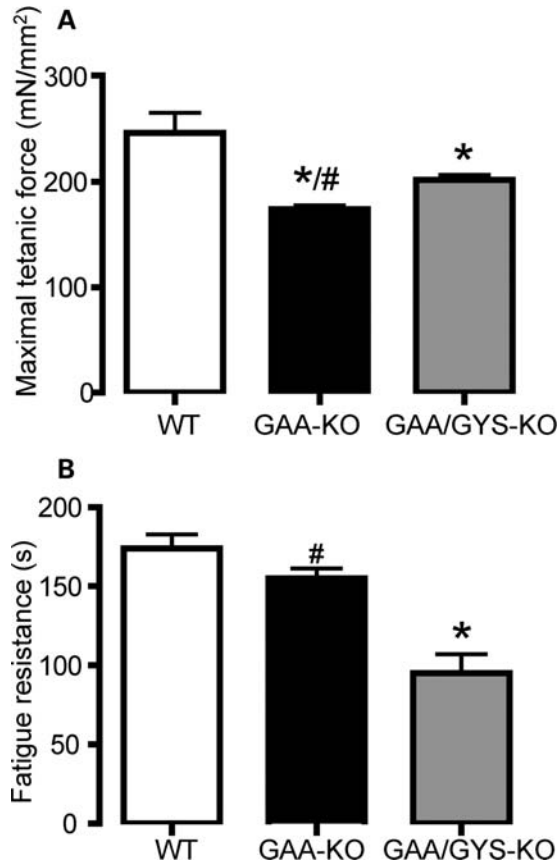 A
Maximal tetanic force (mN/mm²)
300
200
100
0
*/#
*
WT
GAA-KO
GAA/GYS-KO
B
Fatigue resistance (s)
200
150
100
50
0
#
*
WT
GAA-KO
GAA/GYS-KO